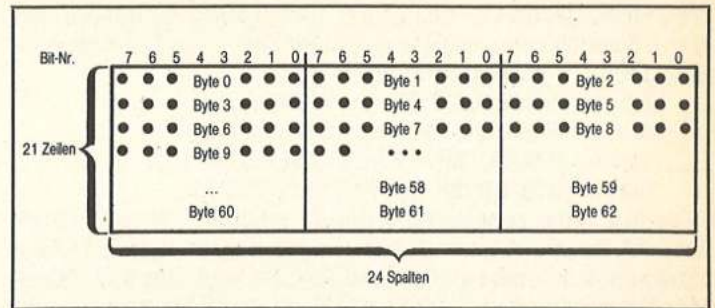 Bit-Nr. 7 6 5 4 3 2 1 0 7 6 5 4 3 2 1 0 7 6 5 4 3 2 1 0
Byte 0 Byte 1 Byte 2
Byte 3 Byte 4 Byte 5
Byte 6 Byte 7 Byte 8
21 Zeilen Byte 9 •••
... Byte 58 Byte 59
Byte 60 Byte 61 Byte 62
24 Spalten